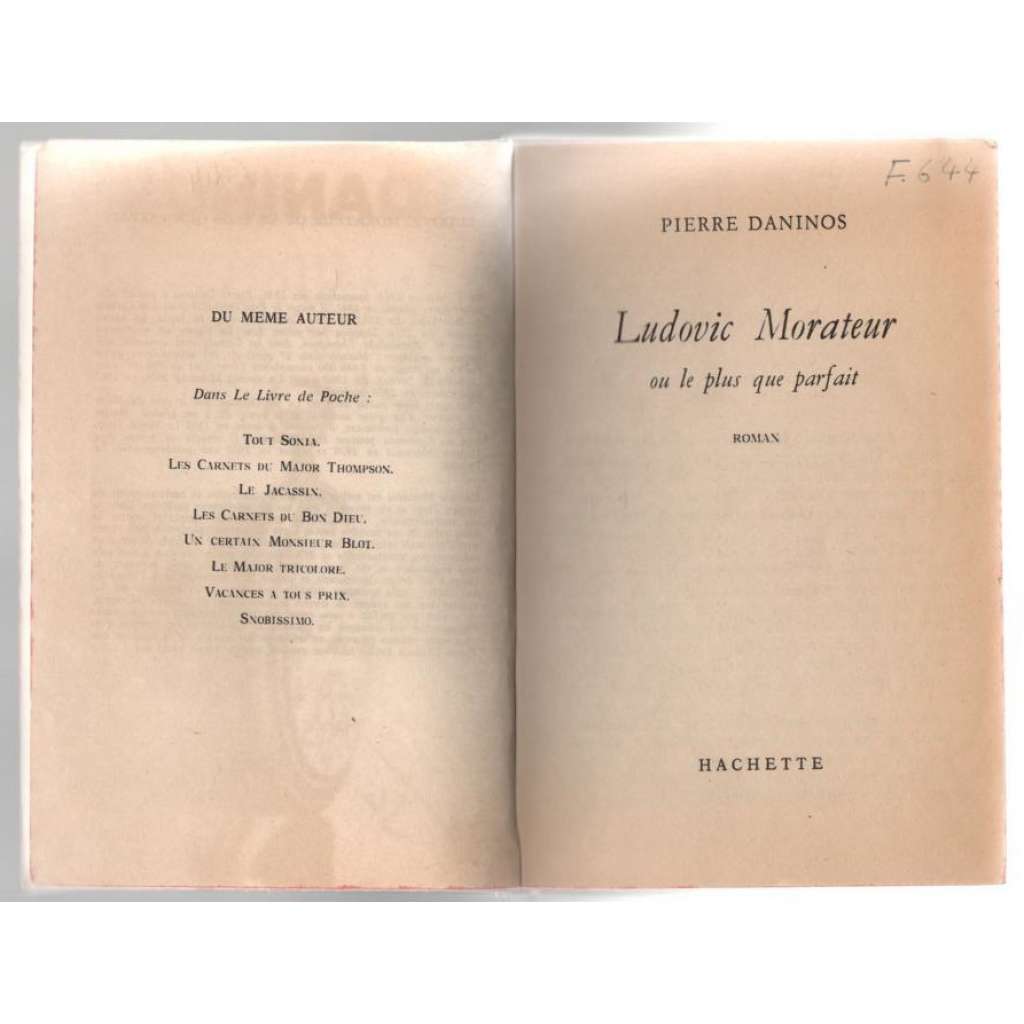 DU MEME AUTEUR
Dans Le Livre de Poche :
TOUT SONIA.
LES CARNETS DU MAJOR THOMPSON.
LE JACASSIN.
LES CARNETS DU BON DIEU.
UN CERTAIN MONSIEUR BLOT.
LE MAJOR TRICOLORE.
VACANCES A TOUS PRIX.
SNOBISSIMO.
F. 644
PIERRE DANINOS
Ludovic Morateur
ou le plus que parfait
ROMAN
HACHETTE